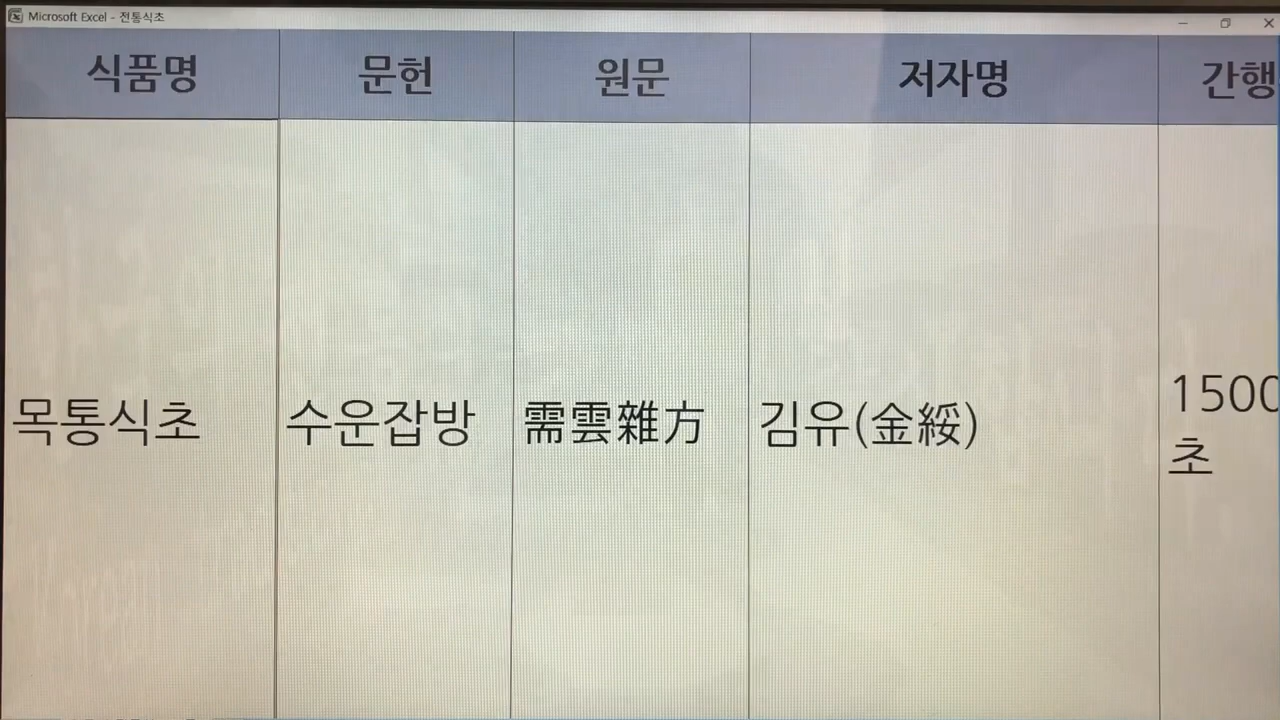 Microsoft Excel - 전통식초
식품명 문헌 원문 저자명 간행
목통식초 수운잡방 需雲雜方 김유(金綏) 1500
초